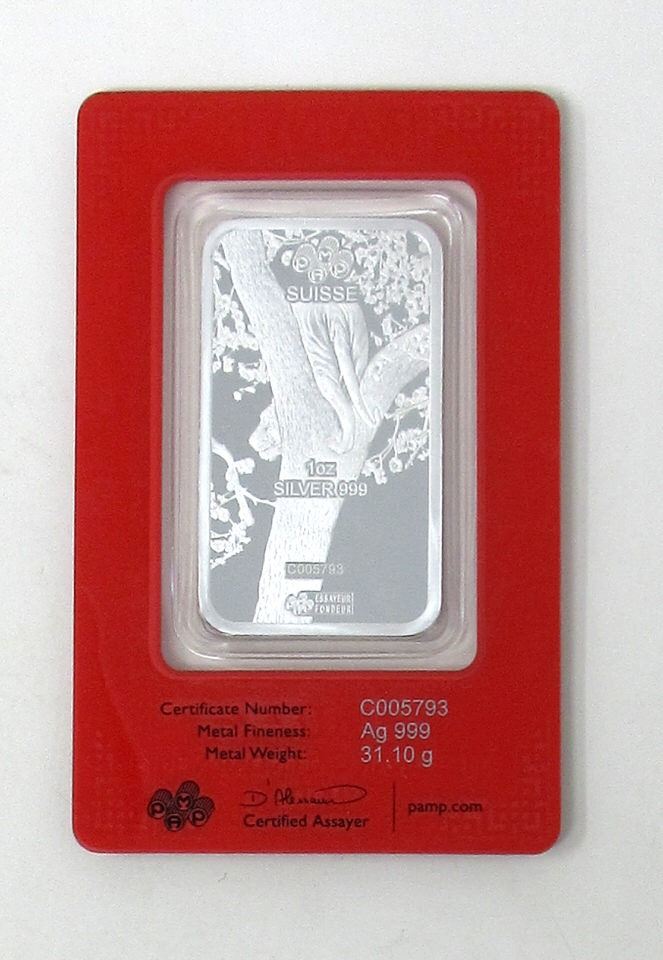 PAMP
SUISSE
1oz
SILVER 999
C005793
ESSAYEUR
FONDEUR
Certificate Number: C005793
Metal Fineness: Ag 999
Metal Weight: 31.10 g
PAMP
Certified Assayer
pamp.com